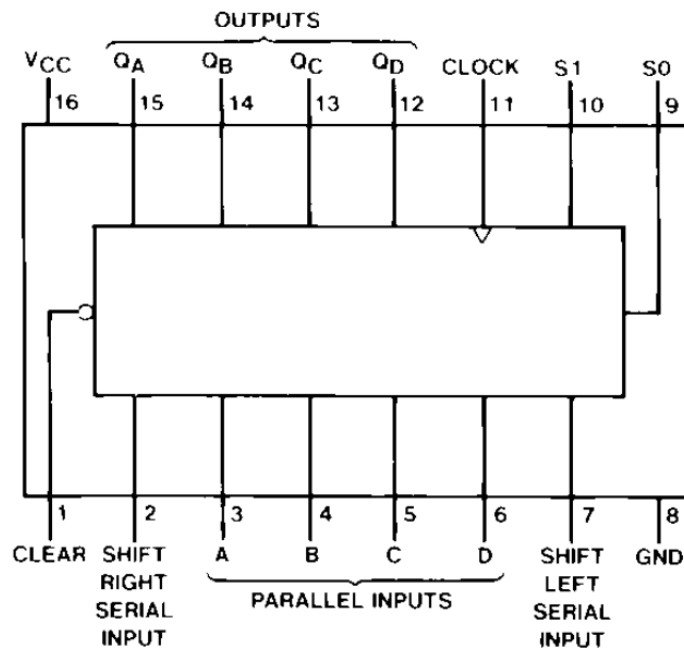 OUTPUTS
VCC QA QB QC QD CLOCK S1 S0
16 15 14 13 12 11 10 9
1 2 3 4 5 6 7 8
CLEAR SHIFT A B C D SHIFT GND
RIGHT LEFT
PARALLEL INPUTS
SERIAL SERIAL
INPUT INPUT